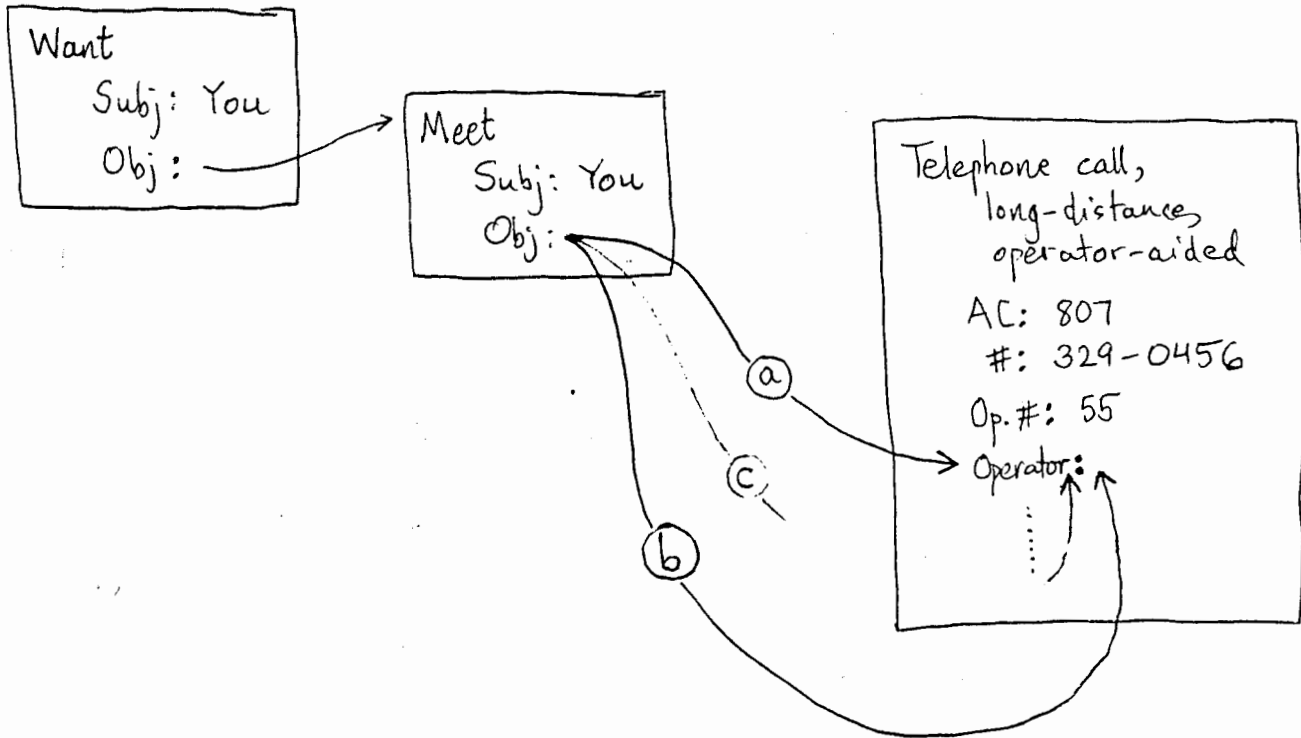 Want
Subj: You
Obj:
Meet
Subj: You
Obj:
Telephone call,
long-distance,
operator-aided
AC: 807
#: 329-0456
Op. #: 55
Operator:
a
c
b